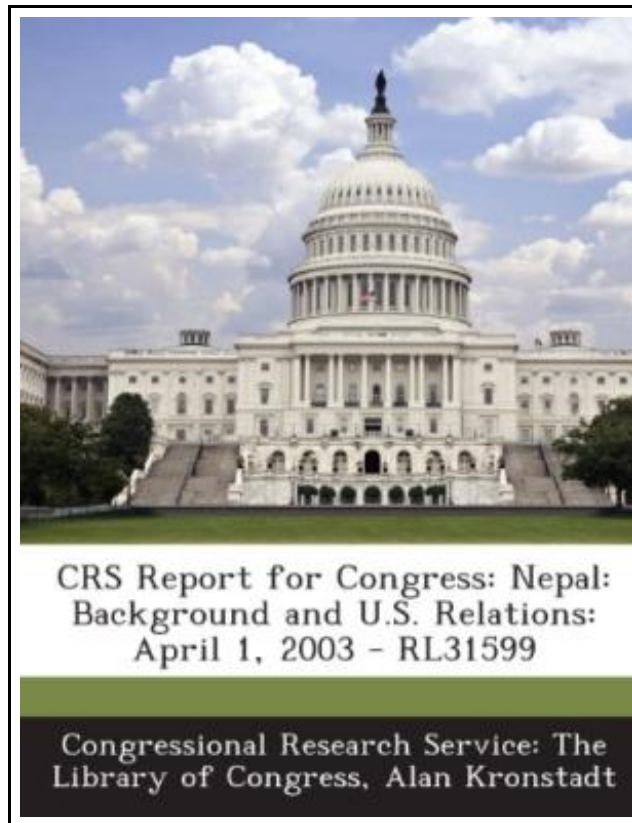 CRS Report for Congress: Nepal:
Background and U.S. Relations:
April 1, 2003 - RL31599
Congressional Research Service: The
Library of Congress, Alan Kronstadt